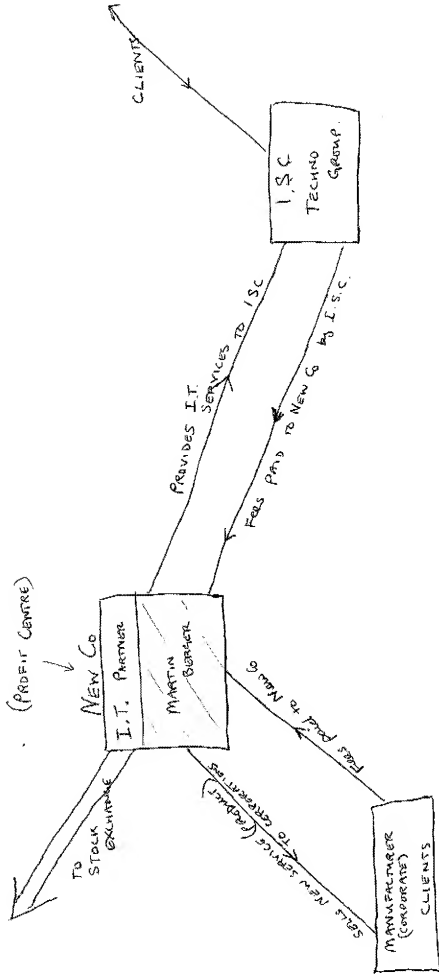 (PROFIT CENTRE)
NEW CO
I.T. PARTNER
MARTIN
BERGER
TO
STOCK
EXCHANGE
PROVIDES I.T.
SERVICES TO ISC
FEES PAID TO NEW CO by I.S.C.
I.S.C
TECHNO
GROUP.
CLIENTS
SELLS NEW SERVICE (PRODUCT)
TO CORPORATIONS
FEES paid to NEW CO
MANUFACTURER
(CORPORATE)
CLIENTS